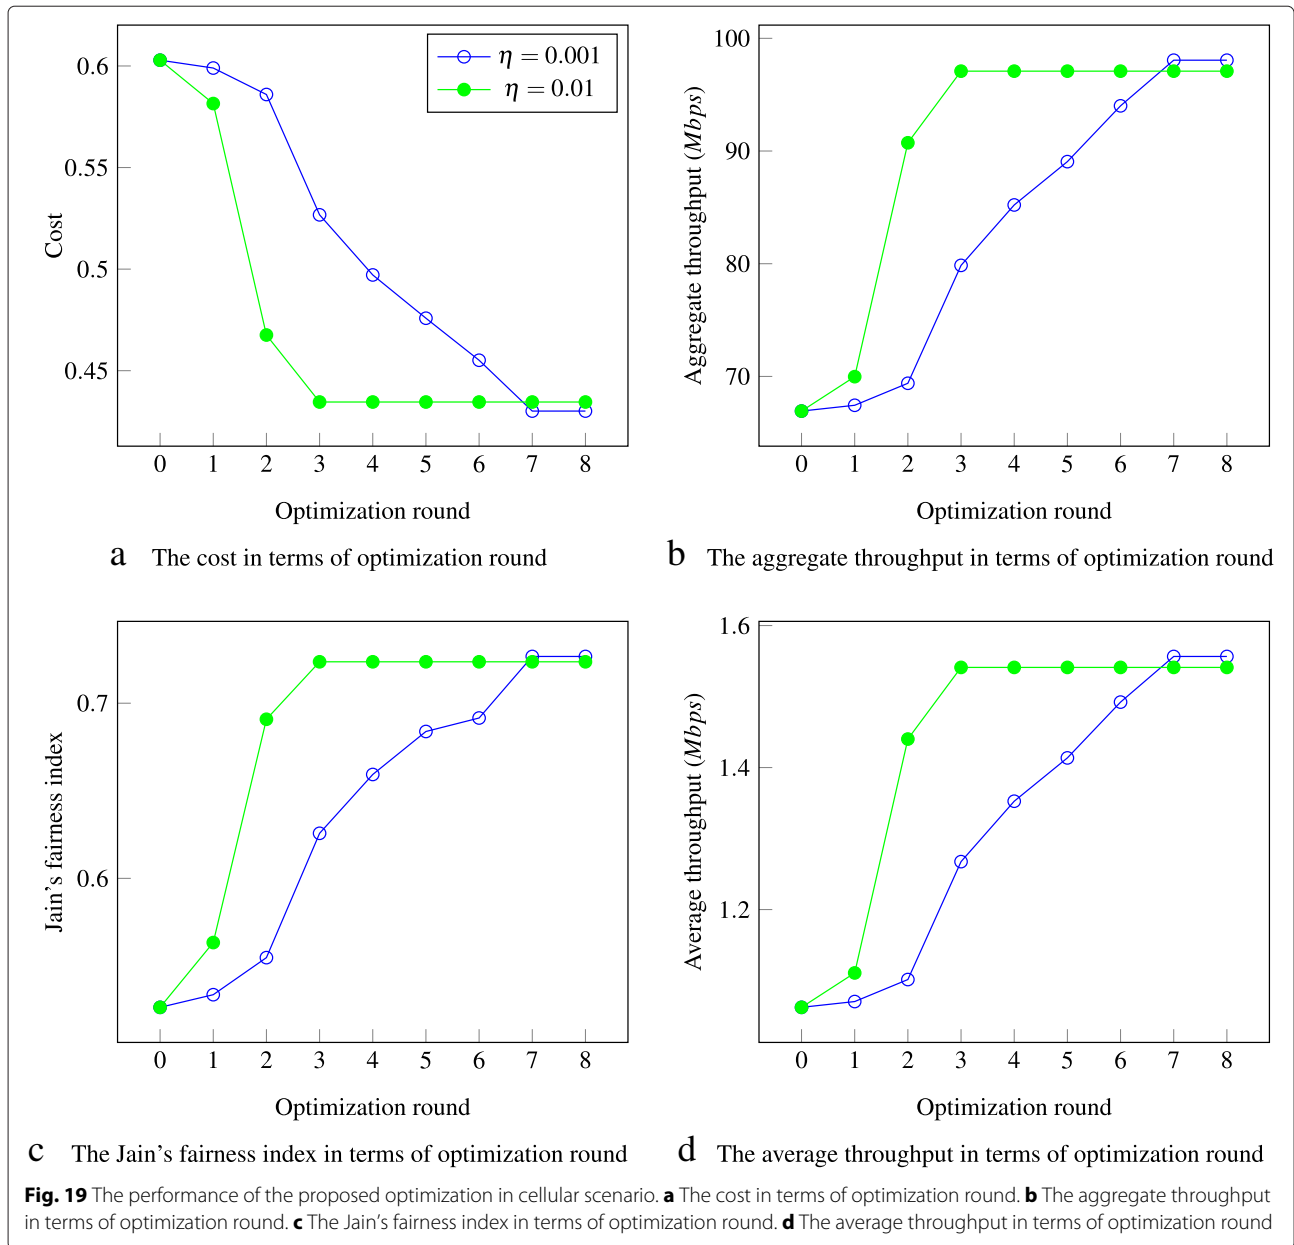 0.6
0.55
0.5
0.45
Cost
η = 0.001
η = 0.01
0 1 2 3 4 5 6 7 8
Optimization round
a The cost in terms of optimization round
100
90
80
70
Aggregate throughput (Mbps)
0 1 2 3 4 5 6 7 8
Optimization round
b The aggregate throughput in terms of optimization round
0.7
0.6
Jain’s fairness index
0 1 2 3 4 5 6 7 8
Optimization round
c The Jain’s fairness index in terms of optimization round
1.6
1.4
1.2
Average throughput (Mbps)
0 1 2 3 4 5 6 7 8
Optimization round
d The average throughput in terms of optimization round
Fig. 19 The performance of the proposed optimization in cellular scenario. a The cost in terms of optimization round. b The aggregate throughput
in terms of optimization round. c The Jain’s fairness index in terms of optimization round. d The average throughput in terms of optimization round